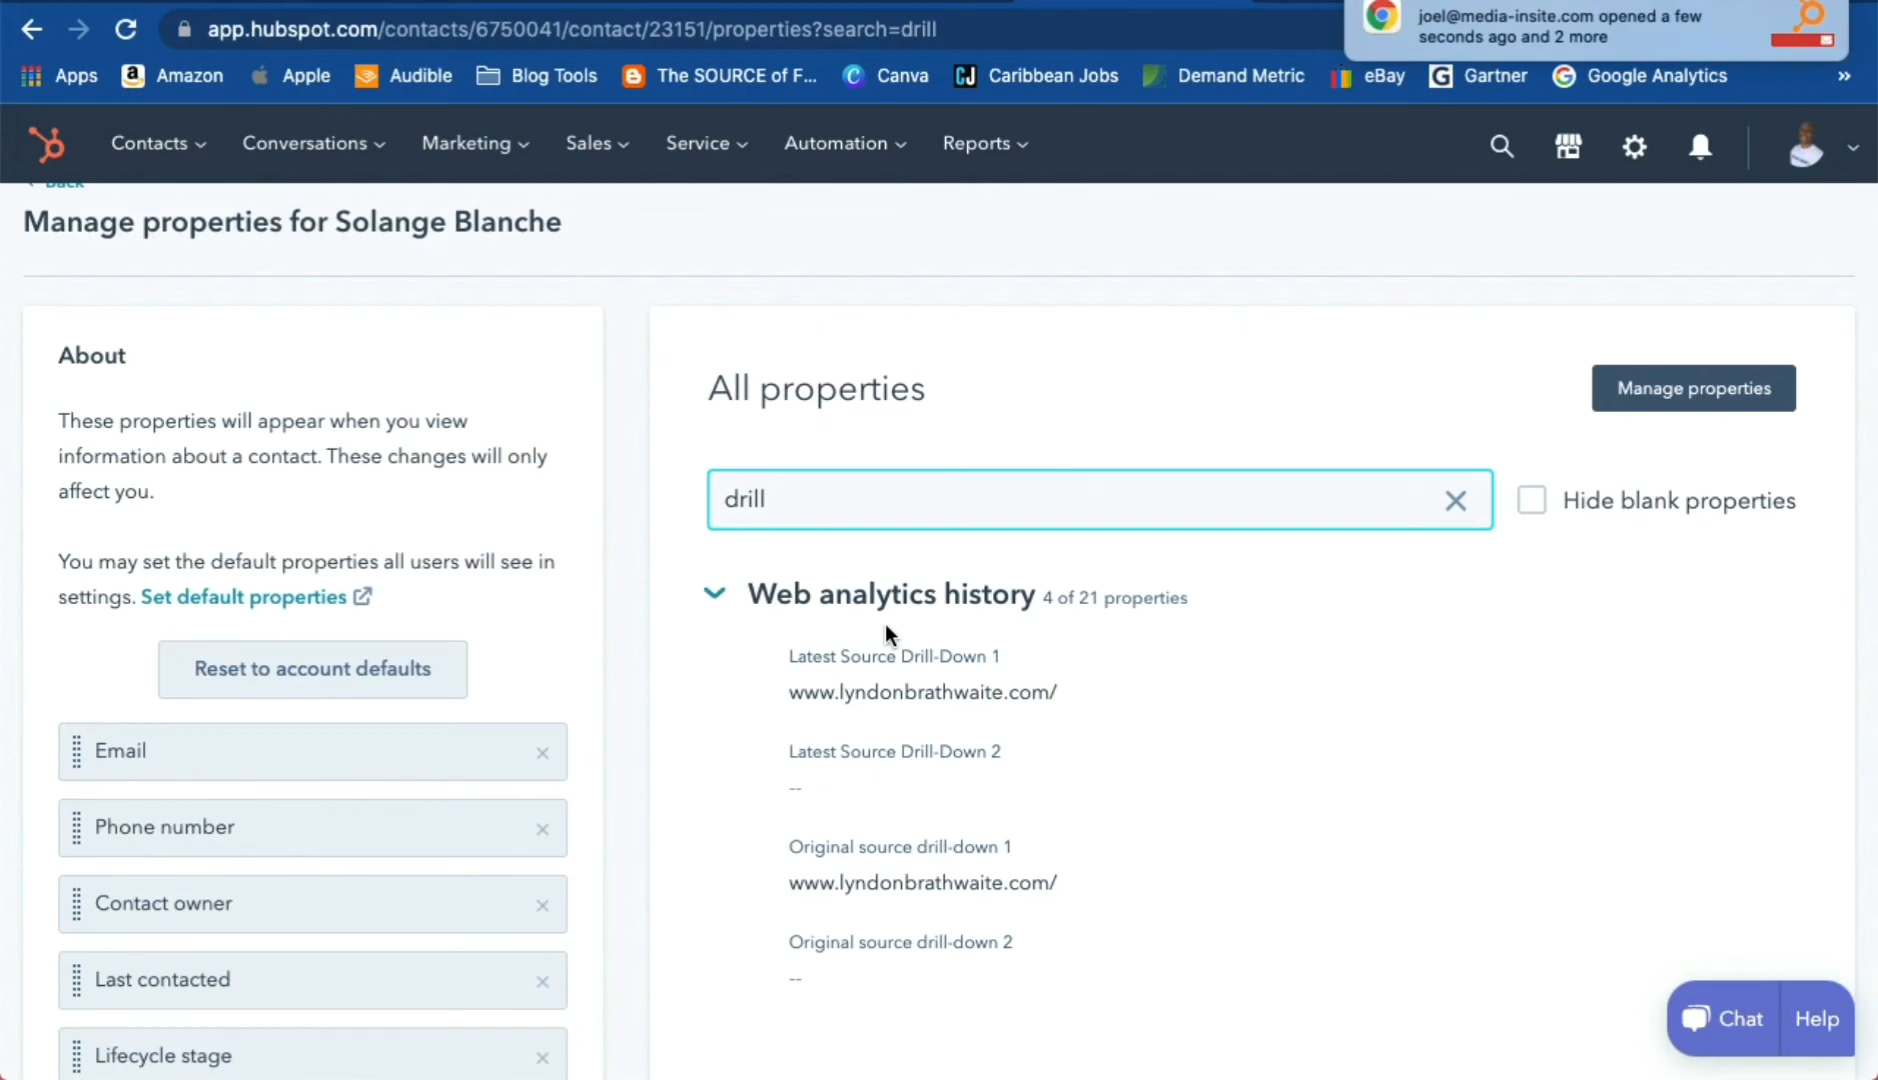 app.hubspot.com/contacts/6750041/contact/23151/properties?search=drill
joel@media-insite.com opened a few
seconds ago and 2 more
Apps
Amazon
Apple
Audible
Blog Tools
The SOURCE of F...
Canva
Caribbean Jobs
Demand Metric
eBay
Gartner
Google Analytics
»
Contacts
Conversations
Marketing
Sales
Service
Automation
Reports
Back
Manage properties for Solange Blanche
About
These properties will appear when you view
information about a contact. These changes will only
affect you.
You may set the default properties all users will see in
settings. Set default properties
Reset to account defaults
Email
Phone number
Contact owner
Last contacted
Lifecycle stage
All properties
Manage properties
drill
Hide blank properties
Web analytics history 4 of 21 properties
Latest Source Drill-Down 1
www.lyndonbrathwaite.com/
Latest Source Drill-Down 2
--
Original source drill-down 1
www.lyndonbrathwaite.com/
Original source drill-down 2
--
Chat
Help